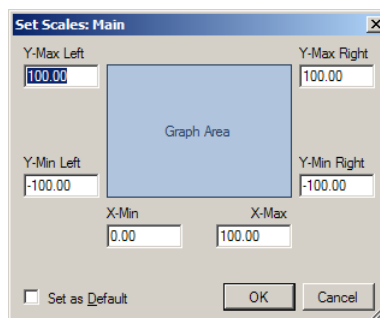 Set Scales: Main
Y-Max Left
Y-Max Right
100.00
100.00
Graph Area
Y-Min Left
Y-Min Right
-100.00
-100.00
X-Min
X-Max
0.00
100.00
Set as Default
OK
Cancel